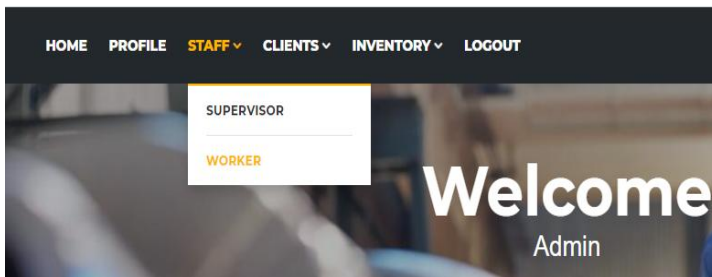 HOME PROFILE STAFF CLIENTS INVENTORY LOGOUT
SUPERVISOR
WORKER
Welcome
Admin